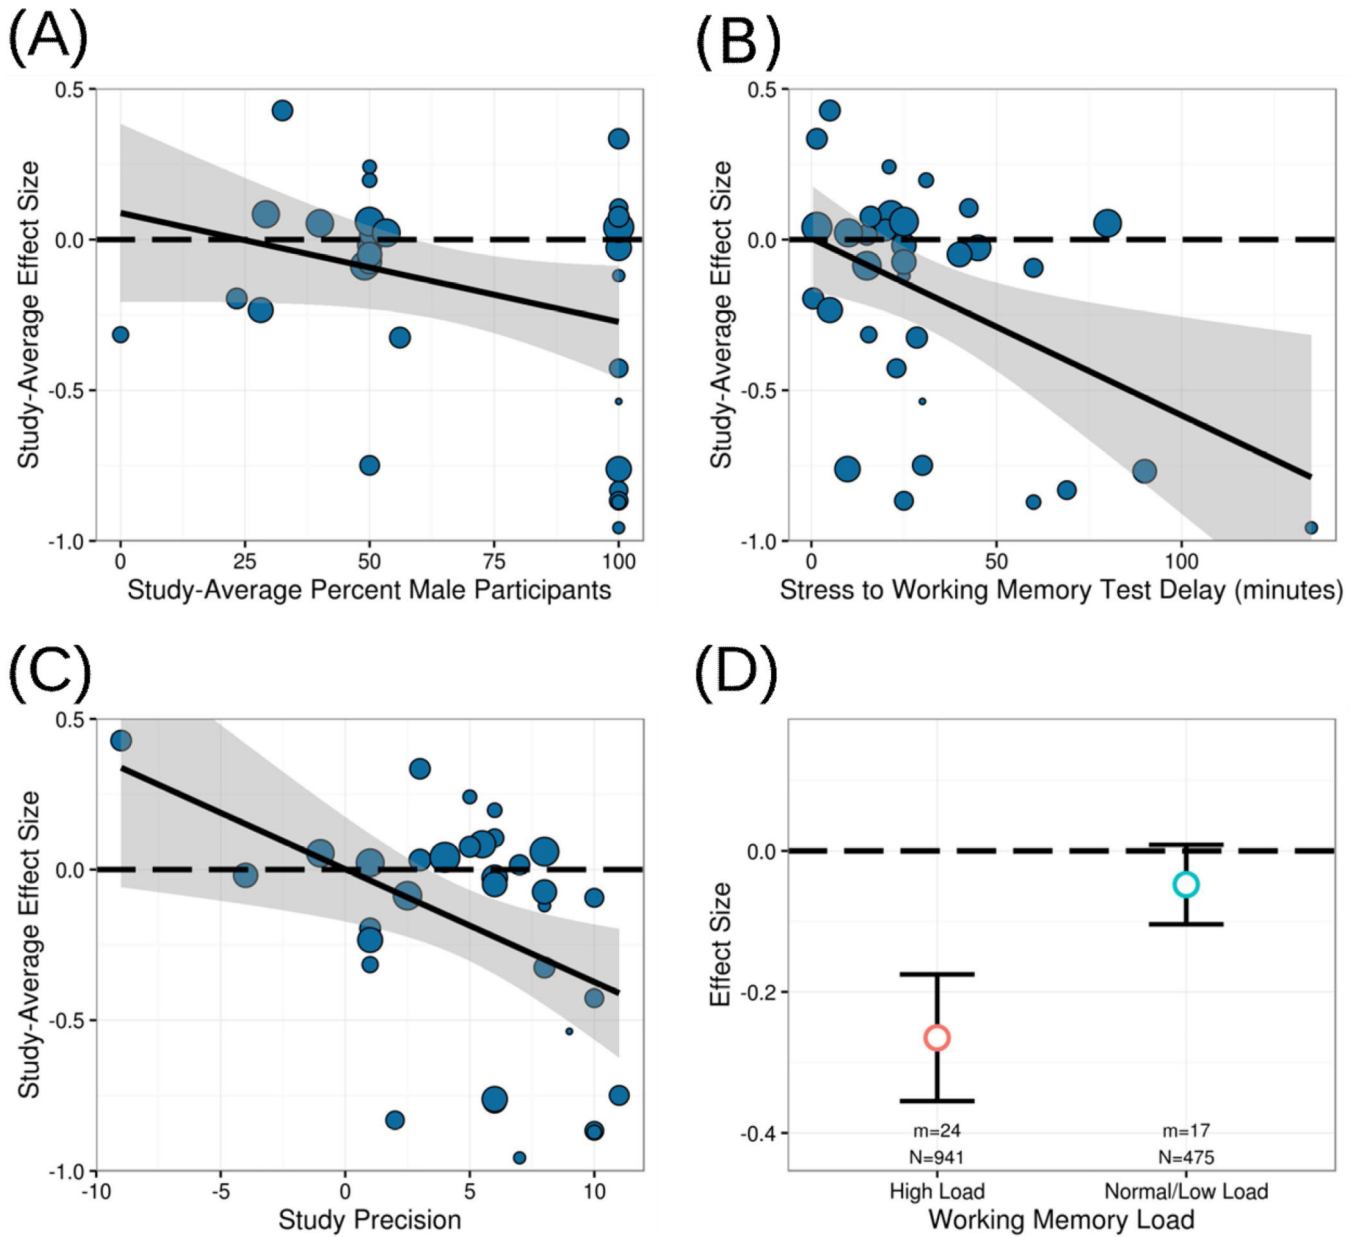 (A)
0.5
0.0
-0.5
-1.0
Study-Average Effect Size
0
25
50
75
100
Study-Average Percent Male Participants
(B)
0.5
0.0
-0.5
-1.0
Study-Average Effect Size
0
50
100
Stress to Working Memory Test Delay (minutes)
(C)
0.5
0.0
-0.5
-1.0
Study-Average Effect Size
-10
-5
0
5
10
Study Precision
(D)
0.0
-0.2
-0.4
Effect Size
m=24
N=941
m=17
N=475
High Load
Normal/Low Load
Working Memory Load